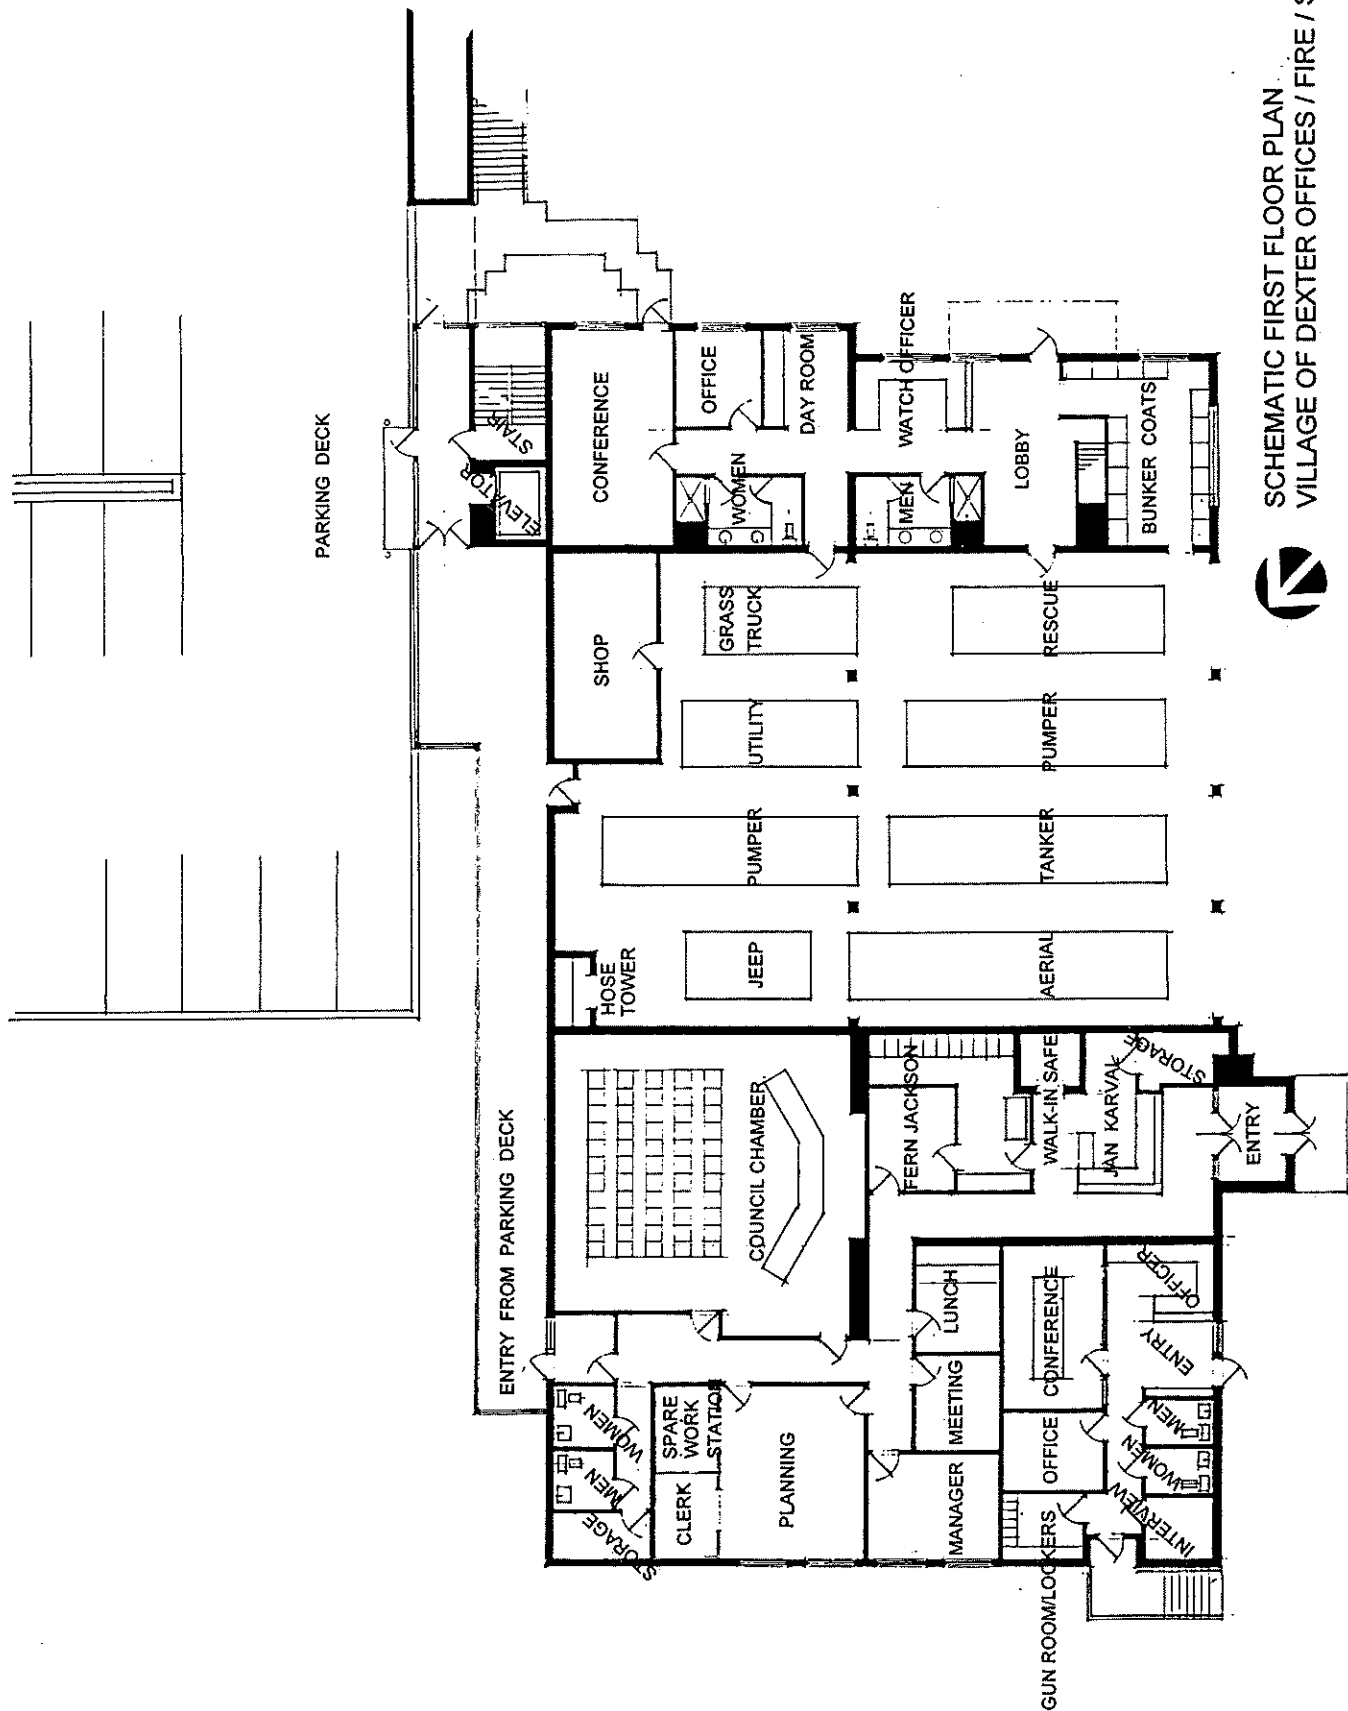 PARKING DECK
ENTRY FROM PARKING DECK
STAIR
ELEVATOR
ELEVATOR
CONFERENCE
OFFICE
DAY ROOM
WOMEN
WATCH OFFICER
MEN
LOBBY
BUNKER COATS
SHOP
GRASS
TRUCK
RESCUE
UTILITY
PUMPER
PUMPER
TANKER
JEEP
AERIAL
HOSE
TOWER
COUNCIL CHAMBER
FERN JACKSON
WALK-IN SAFE
JAN KARVAL
STORAGE
ENTRY
LUNCH
CONFERENCE
OFFICER
ENTRY
MEETING
OFFICE
MEN
WOMEN
INTERVIEW
MANAGER
GUN ROOM/LOCKERS
WOMEN
MEN
STORAGE
SPARE
WORK
STATION
CLERK
PLANNING
SCHEMATIC FIRST FLOOR PLAN
VILLAGE OF DEXTER OFFICES / FIRE / S